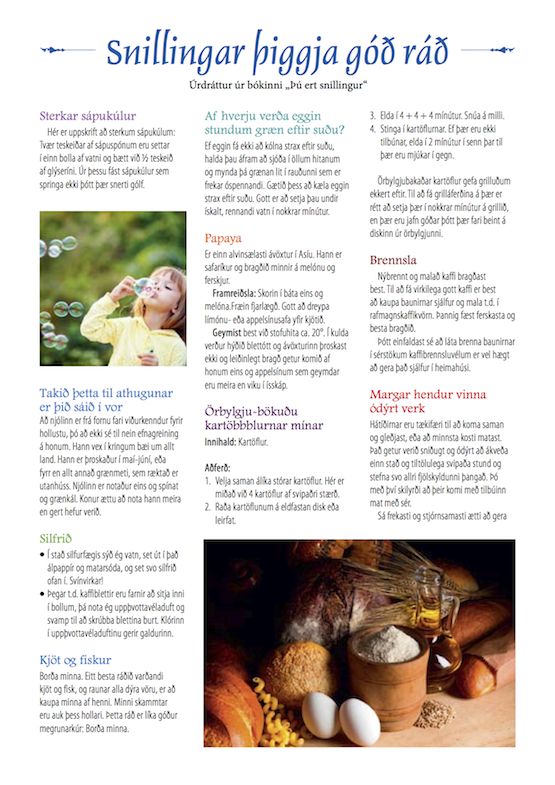 Snillingar þiggja góð ráð
Úrdráttur úr bókinni „Þú ert snillingur“
Sterkar sápukúlur
Hér er uppskrift að sterkum sápukúlum:
Tvær teskeiðar af sápuspónum eru settar
í einn bolla af vatni og bætt við ½ teskeið
af glýseríni. Úr þessu fást sápukúlur sem
springa ekki þótt þær snerti gólf.
Takið þetta til athugunar
er þið sáið í vor
Að njólinn er frá fornu fari viðurkenndur fyrir
hollustu, þó að ekki sé til nein efnagreining
á honum. Hann vex í kringum bæi um allt
land. Hann er þroskaður í maí-júní, eða
fyrr en allt annað grænmeti, sem ræktað er
utanhúss. Njólinn er notaður eins og spínat
og grænkál. Konur ættu að nota hann meira
en gert hefur verið.
Silfrið
• Í stað silfurfægis sýð ég vatn, set út í það
álpappír og matarsóda, og set svo silfrið
ofan í. Svínvirkar!
• Þegar t.d. kaffiblettir eru farnir að sitja inni
í bollum, þá nota ég uppþvottavéladuft og
svamp til að skrúbba blettina burt. Klórinn
í uppþvottavéladuftinu gerir galdurinn.
Kjöt og fiskur
Borða minna. Eitt besta ráðið varðandi
kjöt og fisk, og raunar alla dýra vöru, er að
kaupa minna af henni. Minni skammtar
eru auk þess hollari. Þetta ráð er líka góður
megrunarkúr: Borða minna.
Af hverju verða eggin
stundum græn eftir suðu?
Ef eggin fá ekki að kólna strax eftir suðu,
halda þau áfram að sjóða í öllum hitanum
og mynda þá grænan lit í rauðunni sem er
frekar óspennandi. Gætið þess að kæla eggin
strax eftir suðu. Gott er að setja þau undir
ískalt, rennandi vatn í nokkrar mínútur.
Papaya
Er einn alvinsælasti ávöxtur í Asíu. Hann er
safaríkur og bragðið minnir á melónu og
ferskjur.
Framreiðsla: Skorin í báta eins og
melóna.Fræin fjarlægð. Gott að dreypa
límónu- eða appelsínusafa yfir kjötið.
Geymist best við stofuhita ca. 20°. Í kulda
verður hýðið blettótt og ávöxturinn þroskast
ekki og leiðinlegt bragð getur komið af
honum eins og appelsínum sem geymdar
eru meira en viku í ísskáp.
Örbylgju-bökuðu
kartöbbblurnar mínar
Innihald: Kartöflur.
Aðferð:
1. Velja saman álíka stórar kartöflur. Hér er
miðað við 4 kartöflur af svipaðri stærð.
2. Raða kartöflunum á eldfastan disk eða
leirfat.
3. Elda í 4 + 4 + 4 mínútur. Snúa á milli.
4. Stinga í kartöflurnar. Ef þær eru ekki
tilbúnar, elda í 2 mínútur í senn þar til
þær eru mjúkar í gegn.
Örbylgjubakaðar kartöflur gefa grilluðum
ekkert eftir. Til að fá grilláferðina á þær er
rétt að setja þær í nokkrar mínútur á grillið,
en þær eru jafn góðar þótt þær fari beint á
diskinn úr örbylgjunni.
Brennsla
Nýbrennt og malað kaffi bragðast
best. Til að fá virkilega gott kaffi er best
að kaupa baunirnar sjálfur og mala t.d. í
rafmagnskaffikvörn. Þannig fæst ferskasta og
besta bragðið.
Þótt einfaldast sé að láta brenna baunirnar
í sérstökum kaffibrennsluvélum er vel hægt
að gera það sjálfur í heimahúsi.
Margar hendur vinna
ódýrt verk
Hátíðirnar eru tækifæri til að koma saman
og gleðjast, eða að minnsta kosti matast.
Það getur verið sniðugt og ódýrt að ákveða
einn stað og tiltölulega svipaða stund og
stefna svo allri fjölskyldunni þangað. Þó
með því skilyrði að þeir komi með tilbúinn
mat með sér.
Sá frekasti og stjórnsamasti ætti að gera